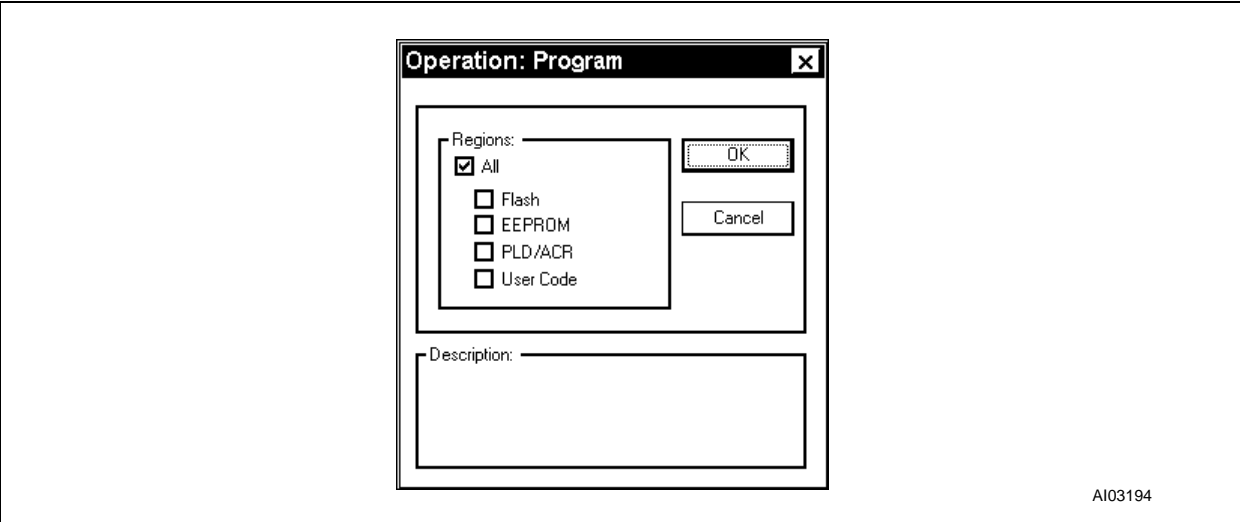 Operation: Program
Regions:
All
Flash
EEPROM
PLD/ACR
User Code
OK
Cancel
Description:
AI03194